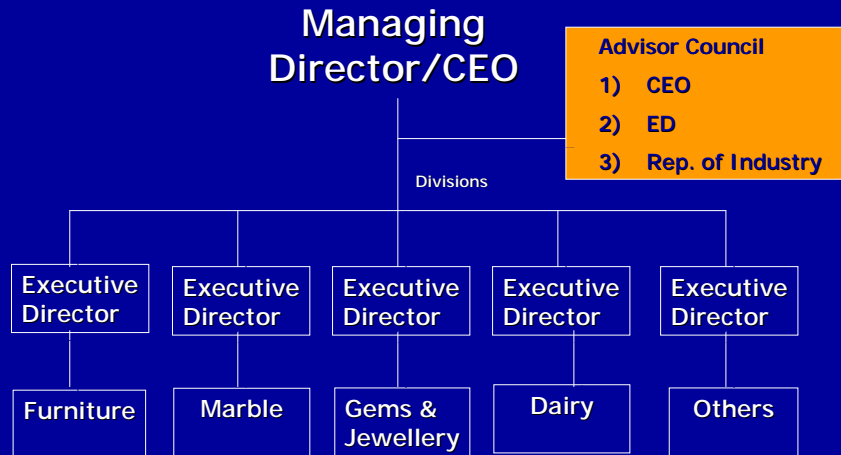 Managing
Director/CEO
Advisor Council
1) CEO
2) ED
3) Rep. of Industry
Divisions
Executive
Director
Executive
Director
Executive
Director
Executive
Director
Executive
Director
Furniture
Marble
Gems &
Jewellery
Dairy
Others